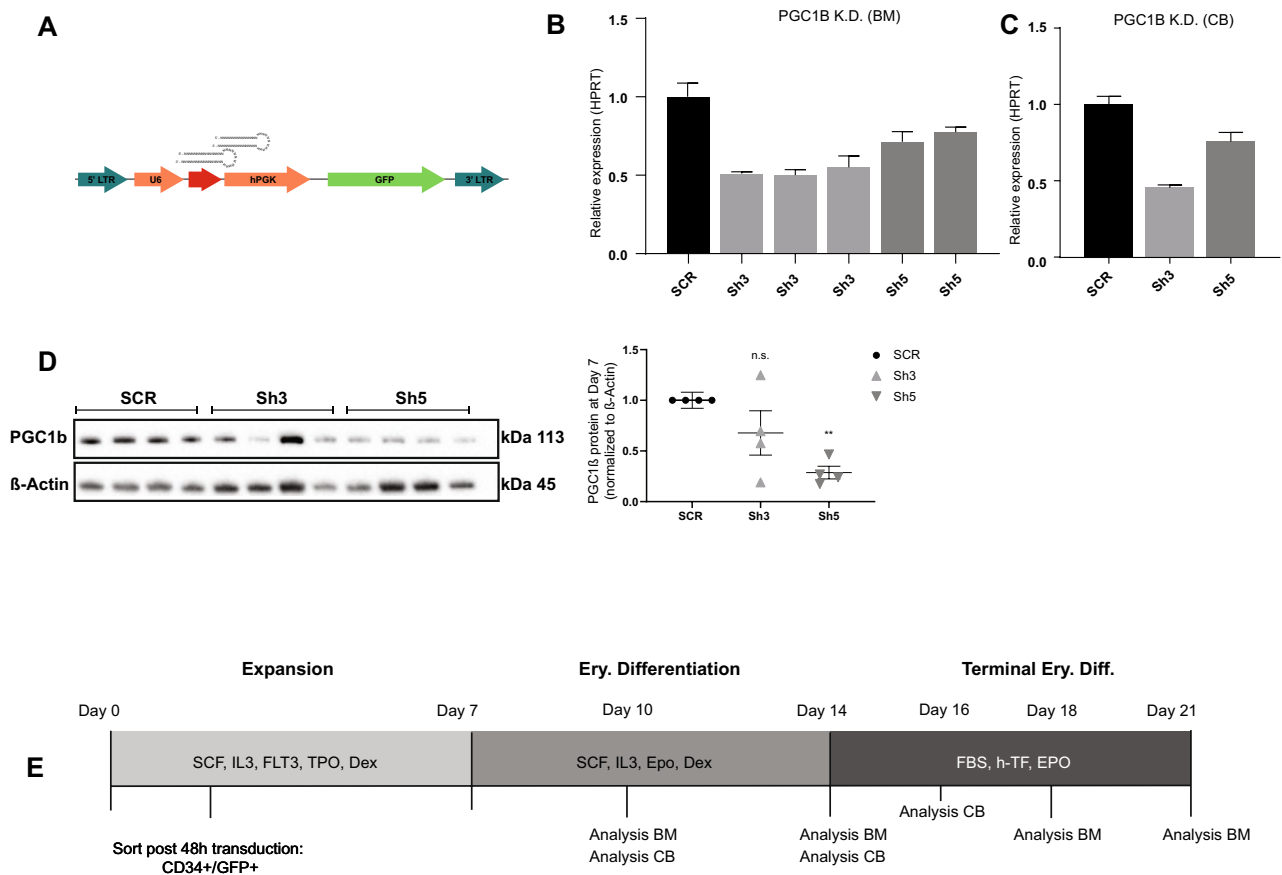 A
5' LTR
U6
hPGK
GFP
3' LTR
B
PGC1B K.D. (BM)
Relative expression (HPRT)
1.5
1.0
0.5
0.0
SCR
Sh3
Sh3
Sh3
Sh5
Sh5
C
PGC1B K.D. (CB)
Relative expression (HPRT)
1.5
1.0
0.5
0.0
SCR
Sh3
Sh5
D
SCR
Sh3
Sh5
PGC1b
kDa 113
ß-Actin
kDa 45
PGC1ß protein at Day 7
(normalized to ß-Actin)
1.5
1.0
0.5
0.0
n.s.
**
SCR
Sh3
Sh5
SCR
Sh3
Sh5
E
Expansion
Ery. Differentiation
Terminal Ery. Diff.
Day 0
Day 7
Day 10
Day 14
Day 16
Day 18
Day 21
SCF, IL3, FLT3, TPO, Dex
SCF, IL3, Epo, Dex
FBS, h-TF, EPO
Sort post 48h transduction:
CD34+/GFP+
Analysis BM
Analysis CB
Analysis BM
Analysis CB
Analysis CB
Analysis BM
Analysis BM